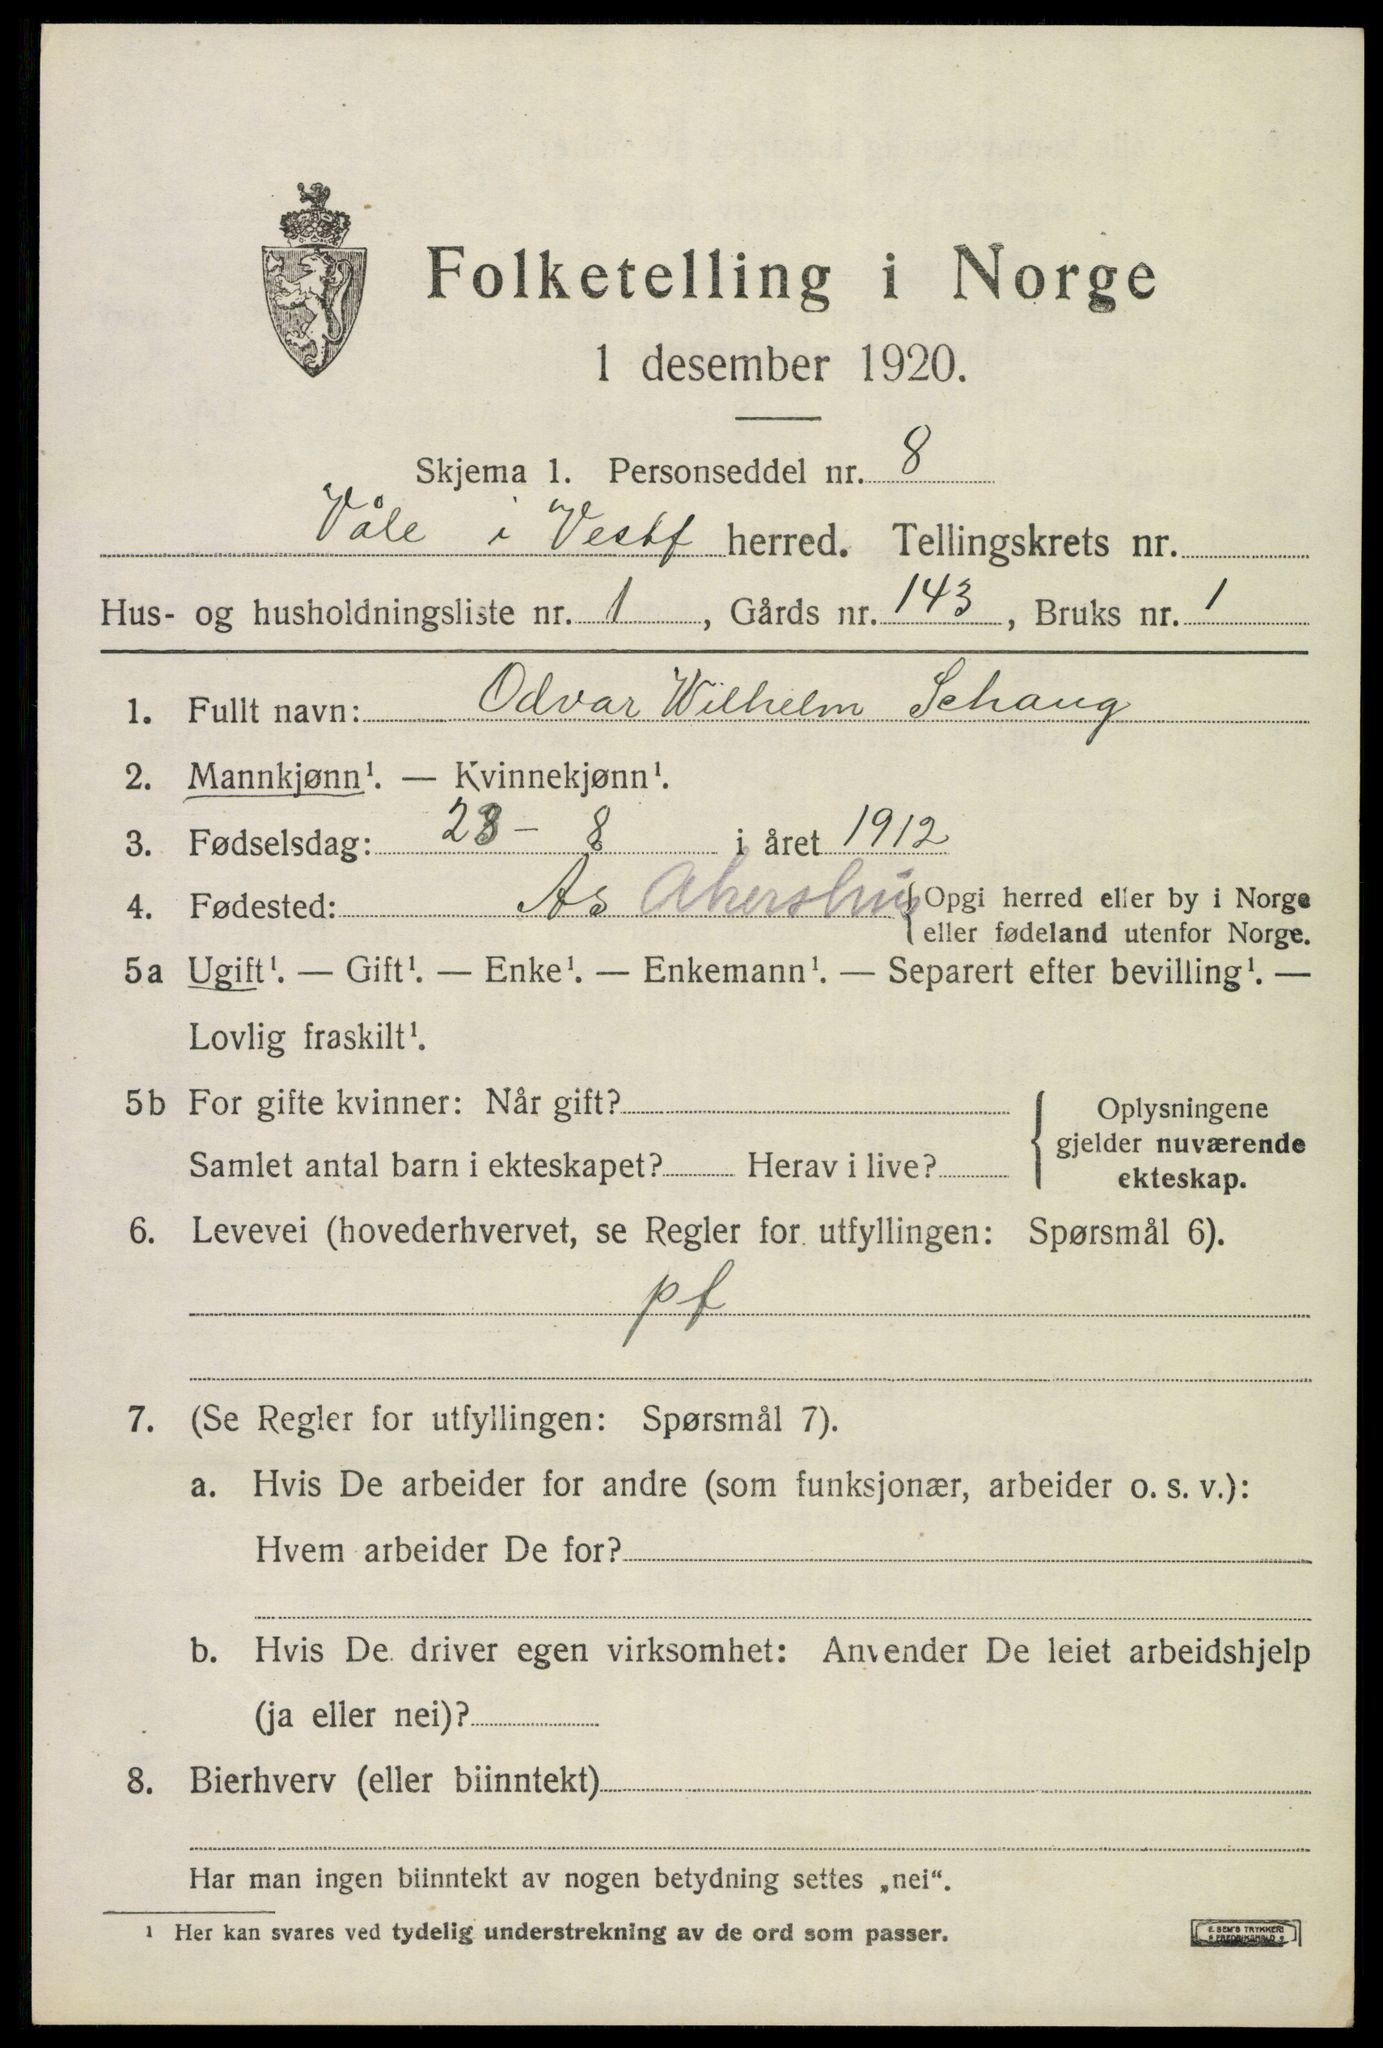 Folketelling i Norge
1 desember 1920.
Skjema 1. Personseddel nr. 8
Våle i Vestf herred. Tellingskrets nr.
Hus- og husholdningsliste nr. 1, Gårds nr. 143, Bruks nr. 1
1. Fullt navn: Odvar Wilhelm Schaug
2. Mannkjønn¹. — Kvinnekjønn¹.
3. Fødselsdag: 28 - 8 i året 1912
4. Fødested: As Akershus { Opgi herred eller by i Norge
eller fødeland utenfor Norge.
5a Ugift¹. — Gift¹. — Enke¹. — Enkemann¹. — Separert efter bevilling¹. —
Lovlig fraskilt¹.
5b For gifte kvinner: Når gift?
Samlet antal barn i ekteskapet? Herav i live?
Oplysningene
gjelder nuværende
ekteskap.
6. Levevei (hovederhvervet, se Regler for utfyllingen: Spørsmål 6).
pf
7. (Se Regler for utfyllingen: Spørsmål 7).
a. Hvis De arbeider for andre (som funksjonær, arbeider o. s. v.):
Hvem arbeider De for?
b. Hvis De driver egen virksomhet: Anvender De leiet arbeidshjelp
(ja eller nei)?
8. Bierhverv (eller biinntekt)
Har man ingen biinntekt av nogen betydning settes „nei“.
¹ Her kan svares ved tydelig understrekning av de ord som passer.
E. SEM'S TRYKKERI
FREDRIKSHALD